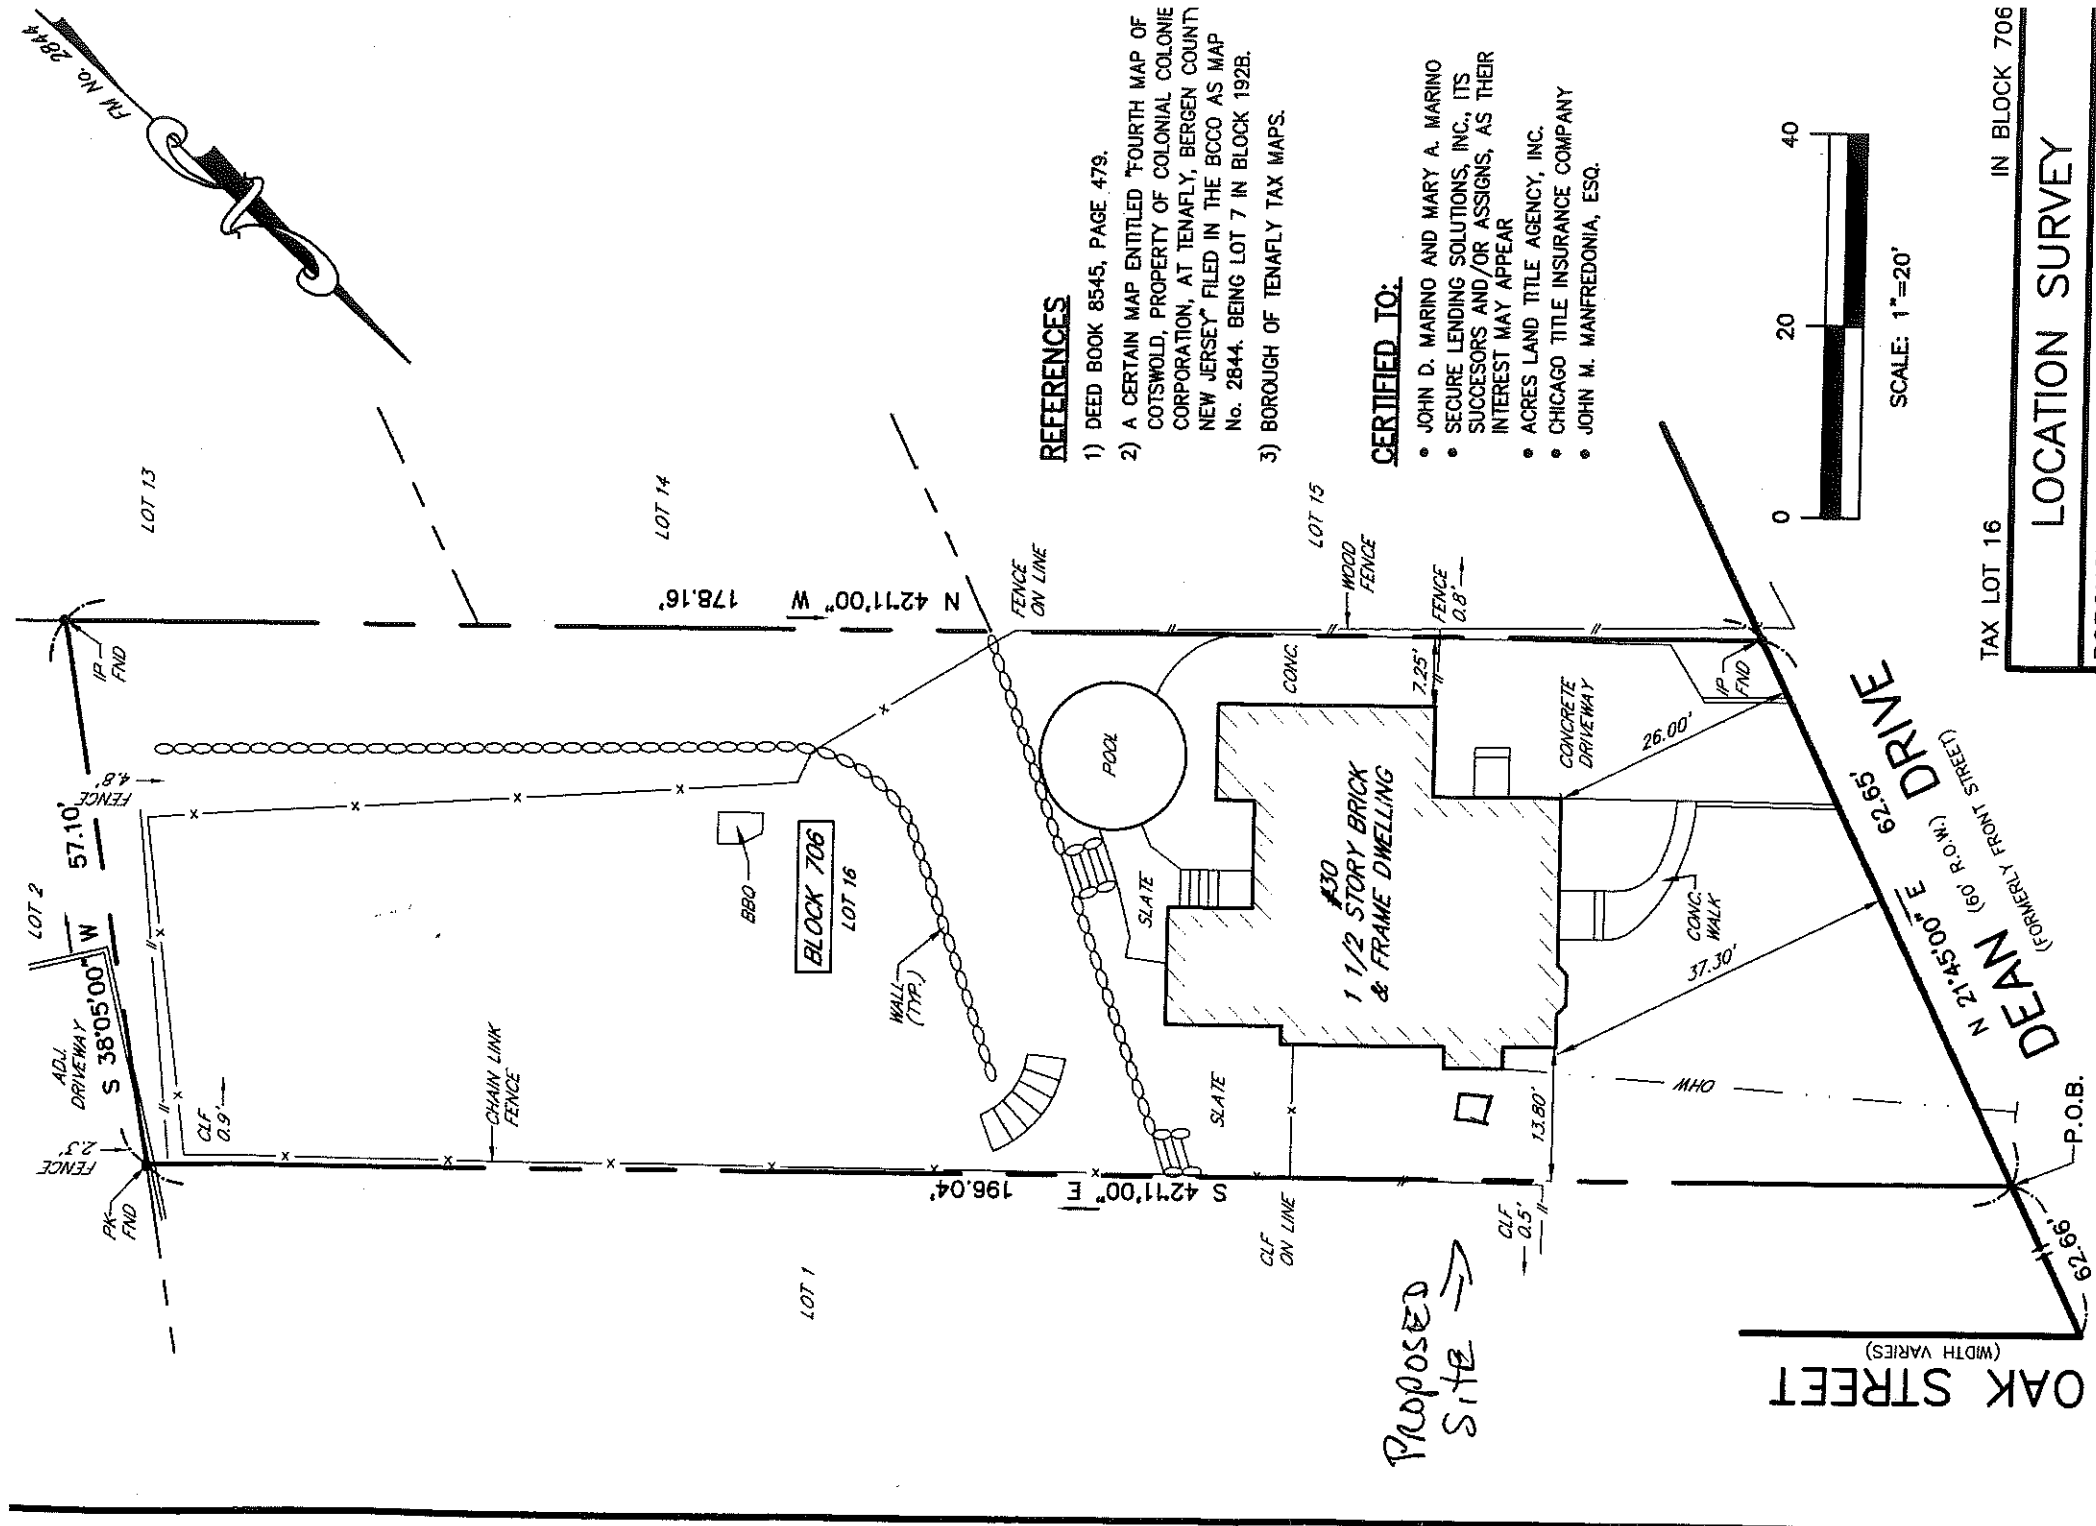 FM No. 2844
REFERENCES
1) DEED BOOK 8545, PAGE 479.
2) A CERTAIN MAP ENTITLED "FOURTH MAP OF
COTSWOLD, PROPERTY OF COLONIAL COLONIE
CORPORATION, AT TENAFLY, BERGEN COUNTY
NEW JERSEY" FILED IN THE BCCO AS MAP
No. 2844. BEING LOT 7 IN BLOCK 192B.
3) BOROUGH OF TENAFLY TAX MAPS.
CERTIFIED TO:
• JOHN D. MARINO AND MARY A. MARINO
• SECURE LENDING SOLUTIONS, INC., ITS
SUCCESORS AND/OR ASSIGNS, AS THEIR
INTEREST MAY APPEAR
• ACRES LAND TITLE AGENCY, INC.
• CHICAGO TITLE INSURANCE COMPANY
• JOHN M. MANFREDONIA, ESQ.
0 20 40
SCALE: 1"=20'
TAX LOT 16 IN BLOCK 706
LOCATION SURVEY
LOT 13
LOT 14
LOT 15
LOT 2
LOT 1
IP FND
N 42°11'00" W 178.16'
FENCE ON LINE
WOOD FENCE
FENCE 0.8'
57.10'
S 38°05'00" W
FENCE 4.8'
ADJ. DRIVEWAY
FENCE 2.3'
PK FND
CLF 0.9'
CHAIN LINK FENCE
BBQ
BLOCK 706
LOT 16
WALL (TYP.)
S 42°11'00" E 196.04'
POOL
CONC.
7.25'
SLATE
SLATE
#30
1 1/2 STORY BRICK
& FRAME DWELLING
CONCRETE DRIVEWAY
IP FND
26.00'
CONC. WALK
37.30'
13.80'
OHW
CLF ON LINE
CLF 0.5'
PROPOSED
Site
N 21°45'00" E 62.65'
DEAN DRIVE
(60' R.O.W.)
(FORMERLY FRONT STREET)
P.O.B.
62.66'
OAK STREET
(WIDTH VARIES)